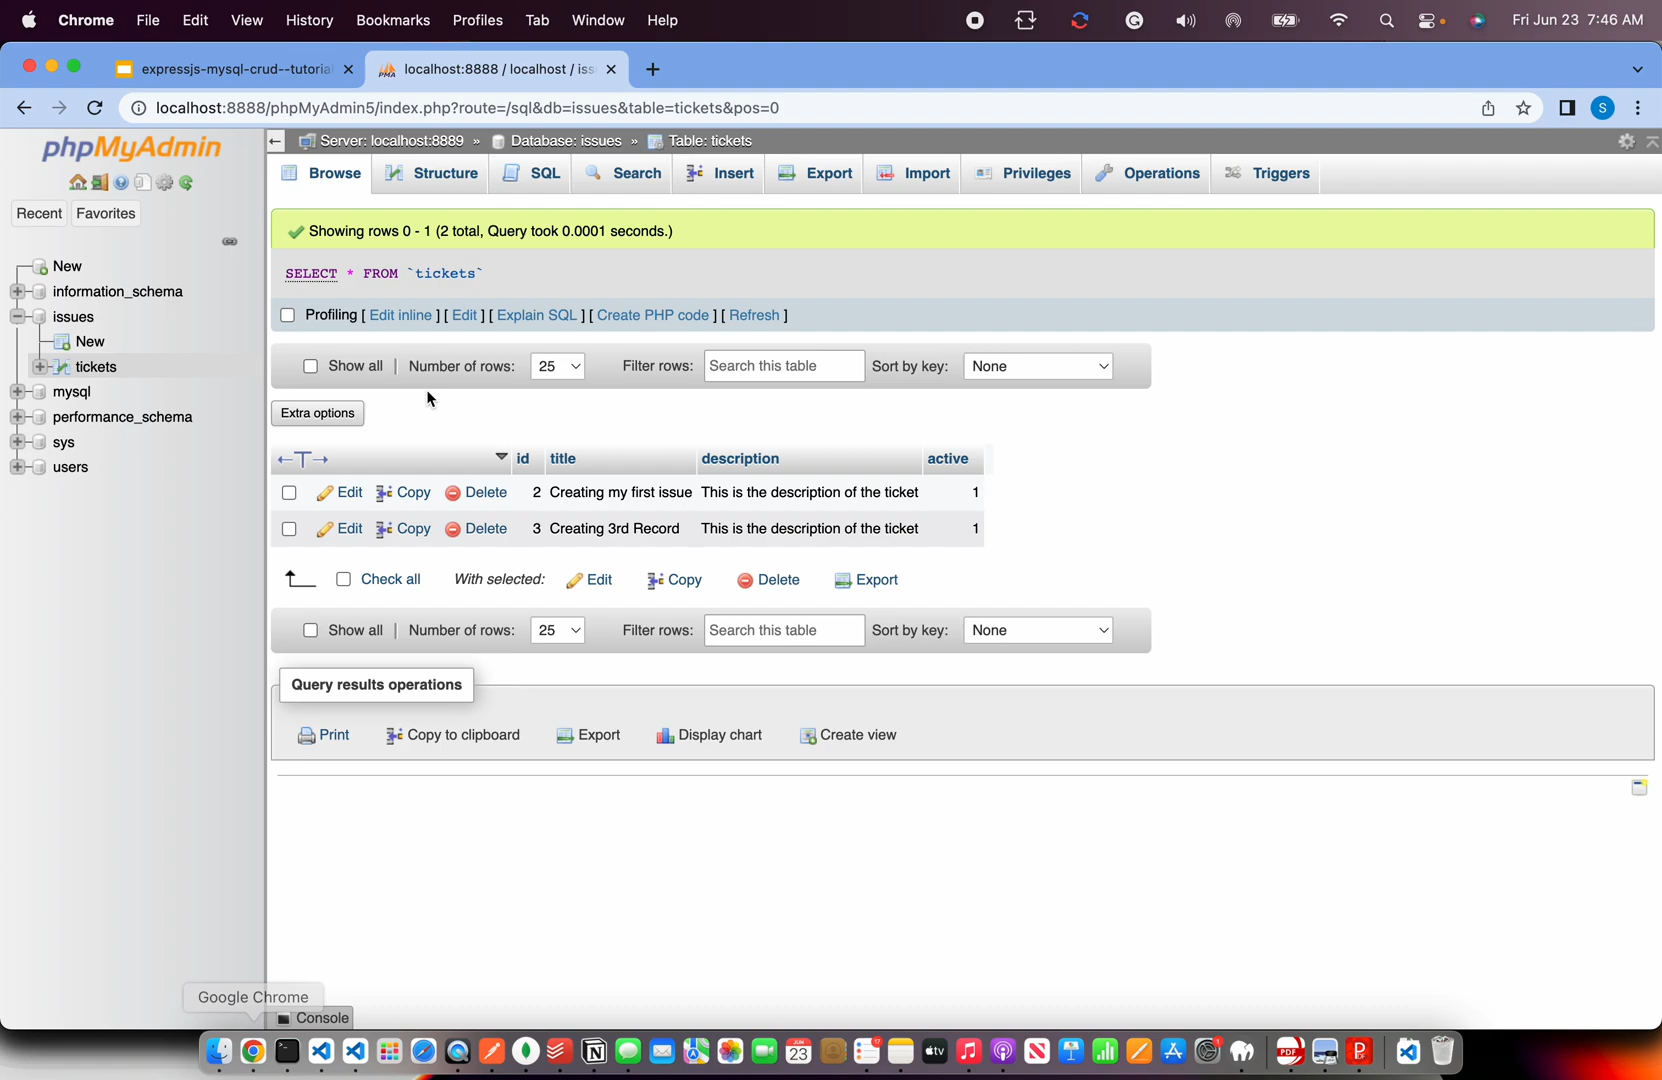 Chrome File Edit View History Bookmarks Profiles Tab Window Help Fri Jun 23 7:46 AM
expressjs-mysql-crud--tutoria localhost:8888 / localhost / iss
localhost:8888/phpMyAdmin5/index.php?route=/sql&db=issues&table=tickets&pos=0 S
phpMyAdmin
Recent Favorites
New
information_schema
issues
New
tickets
mysql
performance_schema
sys
users
Server: localhost:8889 » Database: issues » Table: tickets
Browse Structure SQL Search Insert Export Import Privileges Operations Triggers
Showing rows 0 - 1 (2 total, Query took 0.0001 seconds.)
SELECT * FROM `tickets`
Profiling [ Edit inline ] [ Edit ] [ Explain SQL ] [ Create PHP code ] [ Refresh ]
Show all | Number of rows: 25 Filter rows: Search this table Sort by key: None
Extra options
←T→ id title description active
Edit Copy Delete 2 Creating my first issue This is the description of the ticket 1
Edit Copy Delete 3 Creating 3rd Record This is the description of the ticket 1
Check all With selected: Edit Copy Delete Export
Show all | Number of rows: 25 Filter rows: Search this table Sort by key: None
Query results operations
Print Copy to clipboard Export Display chart Create view
Google Chrome
Console